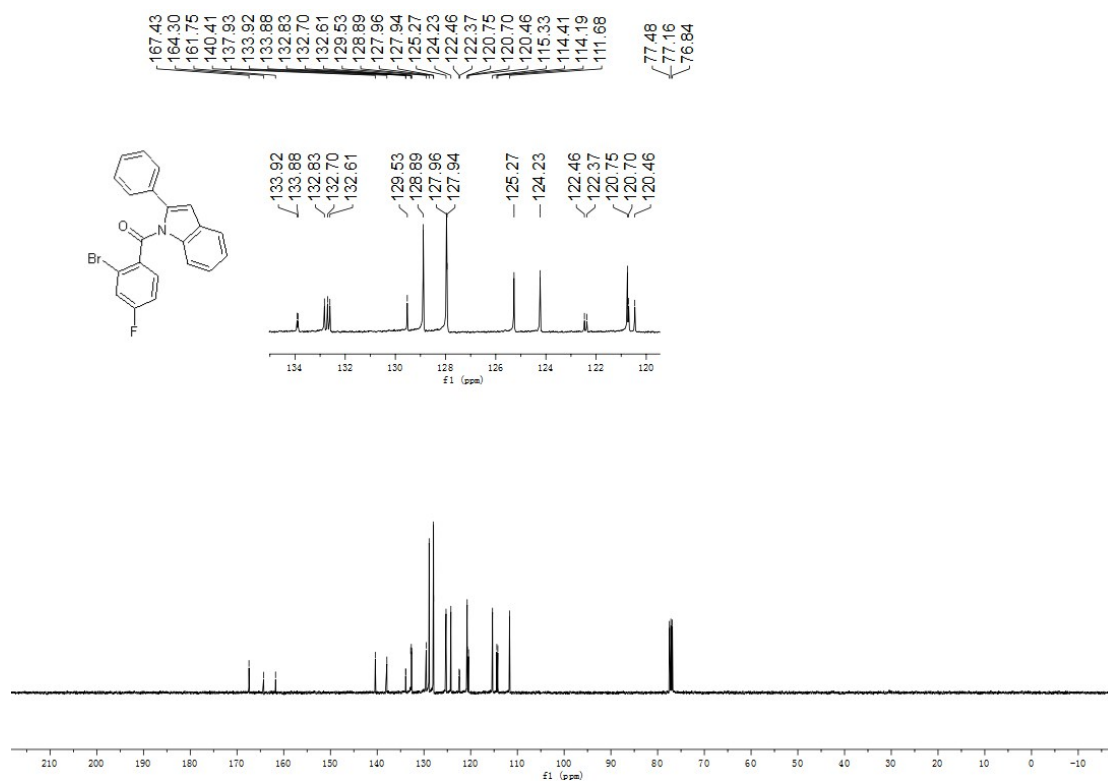 167.43 164.30 161.75 140.41 137.93 133.92 133.88 132.83 132.70 132.61 129.53 128.89 127.96 127.94 125.27 124.23 122.46 122.37 120.75 120.70 120.46 115.33 114.41 114.19 111.68 77.48 77.16 76.84
133.92 133.88 132.83 132.70 132.61 129.53 128.89 127.96 127.94 125.27 124.23 122.46 122.37 120.75 120.70 120.46
O
N
Br
F
134 132 130 128 126 124 122 120
f1 (ppm)
210 200 190 180 170 160 150 140 130 120 110 100 90 80 70 60 50 40 30 20 10 0 -10
f1 (ppm)